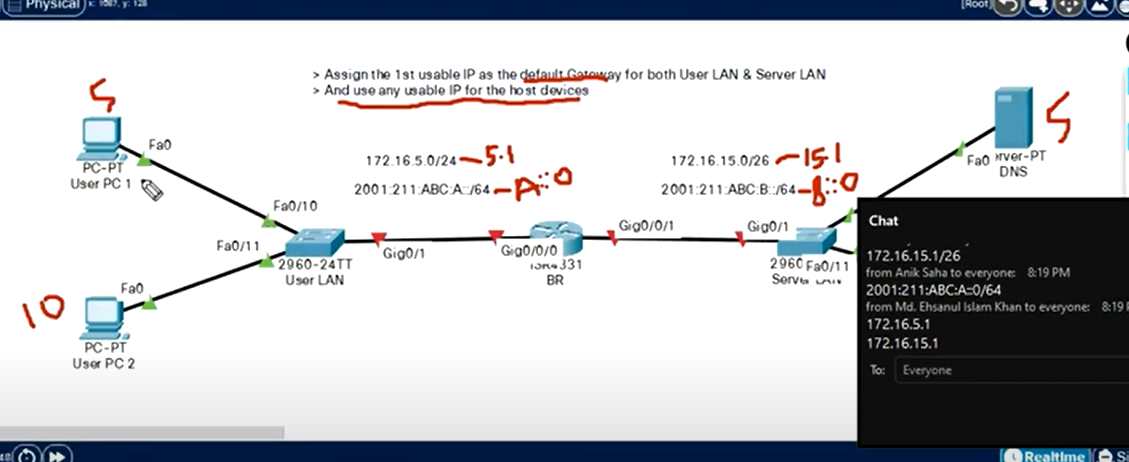 Physical x: 1087, y: 128
[Root]
> Assign the 1st usable IP as the default Gateway for both User LAN & Server LAN
> And use any usable IP for the host devices
5
Fa0
PC-PT
User PC 1
172.16.5.0/24 - 5.1
2001:211:ABC:A::/64 - A::0
172.16.15.0/26 - 15.1
2001:211:ABC:B::/64 - B::0
Fa0
erver-PT
DNS
5
Fa0/10
Fa0/11
Gig0/1
2960-24TT
User LAN
Gig0/0/0
ISR4331
BR
Gig0/0/1
Gig0/1
2960
Fa0/11
Server LAN
10
Fa0
PC-PT
User PC 2
Chat
172.16.15.1/26
from Anik Saha to everyone: 8:19 PM
2001:211:ABC:A::0/64
from Md. Ehsanul Islam Khan to everyone: 8:19
172.16.5.1
172.16.15.1
To: Everyone
Realtime